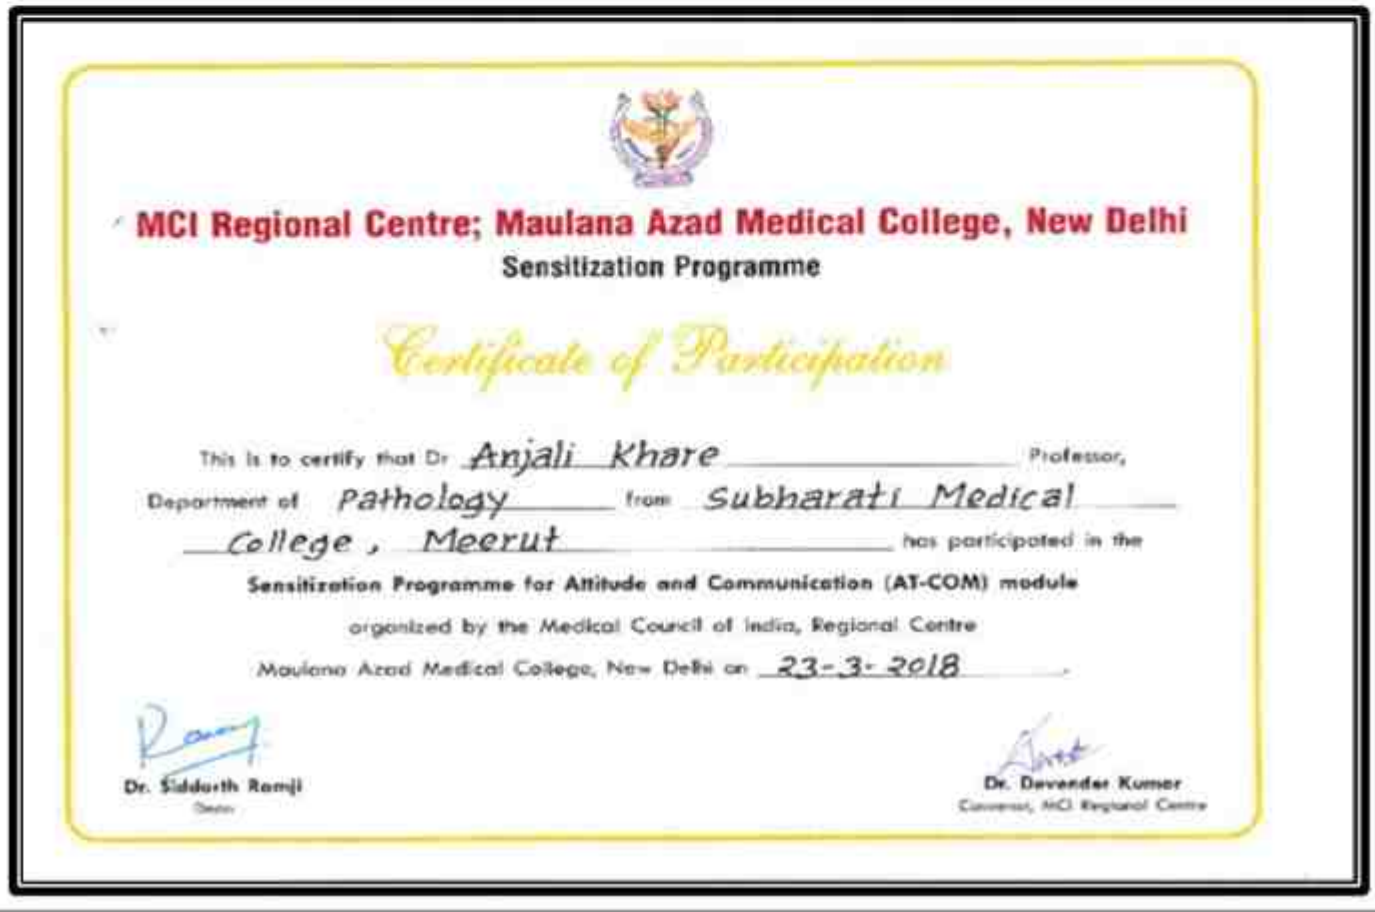 MCI Regional Centre; Maulana Azad Medical College, New Delhi
Sensitization Programme
Certificate of Participation
This is to certify that Dr Anjali Khare Professor,
Department of Pathology from Subharati Medical
College, Meerut has participated in the
Sensitization Programme for Attitude and Communication (AT-COM) module
organized by the Medical Council of India, Regional Centre
Maulana Azad Medical College, New Delhi on 23-3-2018.
Dr. Siddarth Ramji
Dr. Devender Kumar
Convenor, MCI Regional Centre